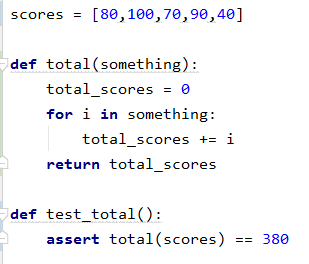 scores = [80,100,70,90,40]
def total(something):
    total_scores = 0
    for i in something:
        total_scores += i
    return total_scores
def test_total():
    assert total(scores) == 380